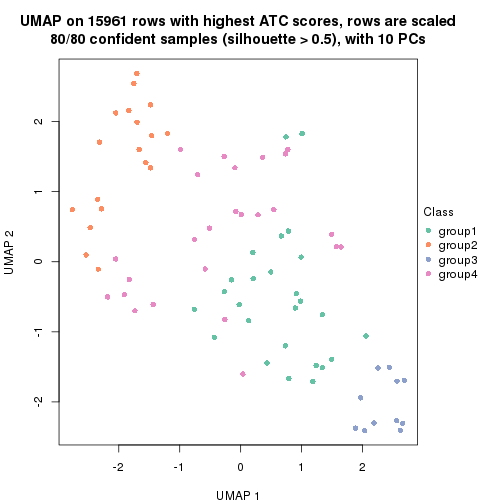 UMAP on 15961 rows with highest ATC scores, rows are scaled
80/80 confident samples (silhouette > 0.5), with 10 PCs
2
1
0
-1
-2
UMAP 2
-2
-1
0
1
2
UMAP 1
Class
group1
group2
group3
group4